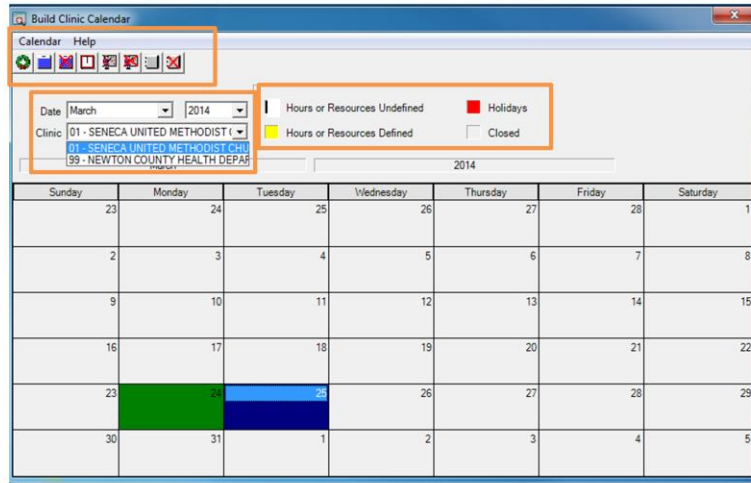 Build Clinic Calendar
Calendar Help
Date March 2014
Hours or Resources Undefined Holidays
Clinic 01 - SENECA UNITED METHODIST (
Hours or Resources Defined Closed
01 - SENECA UNITED METHODIST CHU
99 - NEWTON COUNTY HEALTH DEPAR
March 2014
Sunday Monday Tuesday Wednesday Thursday Friday Saturday
23 24 25 26 27 28 1
2 3 4 5 6 7 8
9 10 11 12 13 14 15
16 17 18 19 20 21 22
23 24 25 26 27 28 29
30 31 1 2 3 4 5